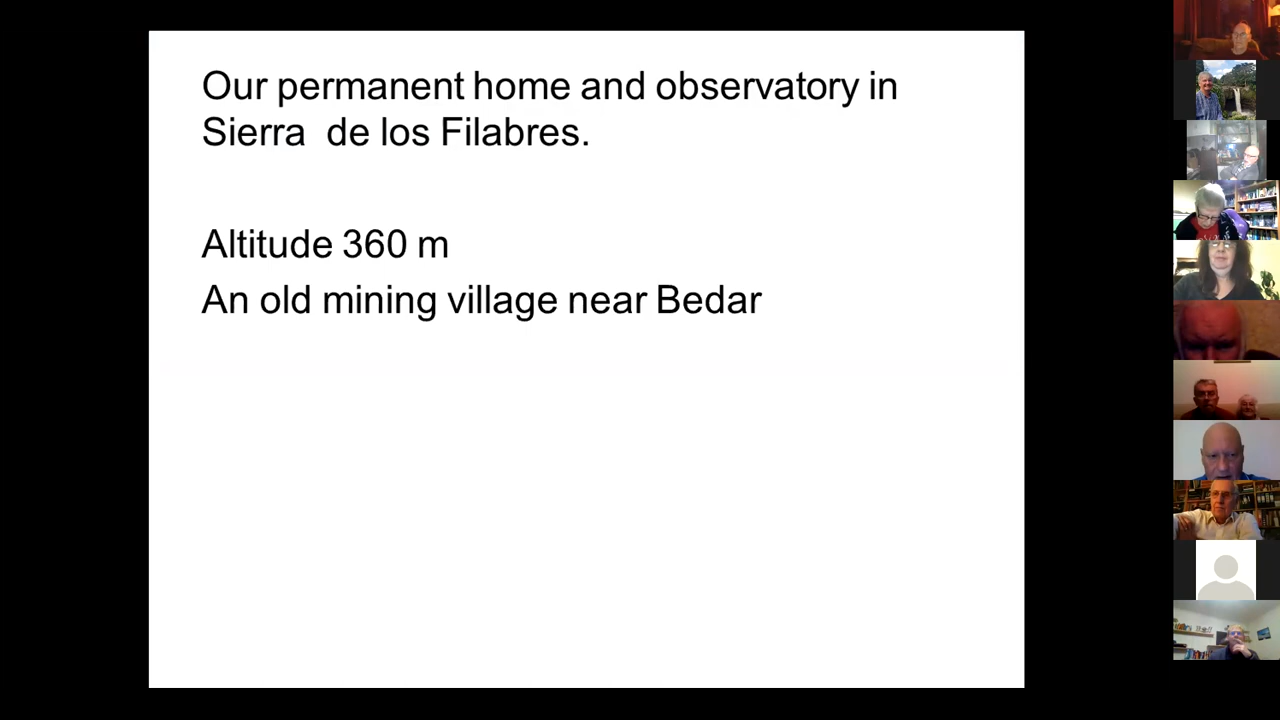 Our permanent home and observatory in
Sierra  de los Filabres.
Altitude 360 m
An old mining village near Bedar